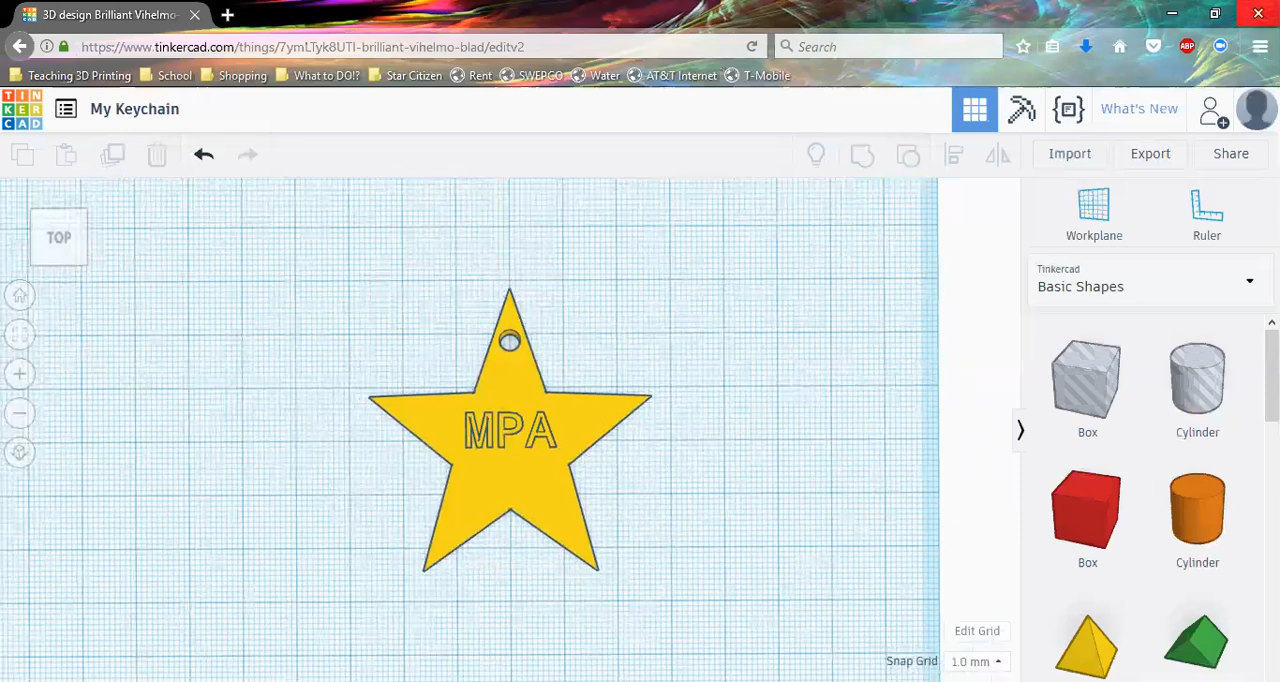 3D design Brilliant Vihelmo-
https://www.tinkercad.com/things/7ymLTyk8UTI-brilliant-vihelmo-blad/editv2
Search
ABP
Teaching 3D Printing School Shopping What to DO!? Star Citizen Rent SWEPCO Water AT&T Internet T-Mobile
TIN
KER
CAD
My Keychain
What's New
Import Export Share
TOP
Workplane Ruler
Tinkercad
Basic Shapes
MPA
Box Cylinder
Box Cylinder
Edit Grid
Snap Grid 1.0 mm